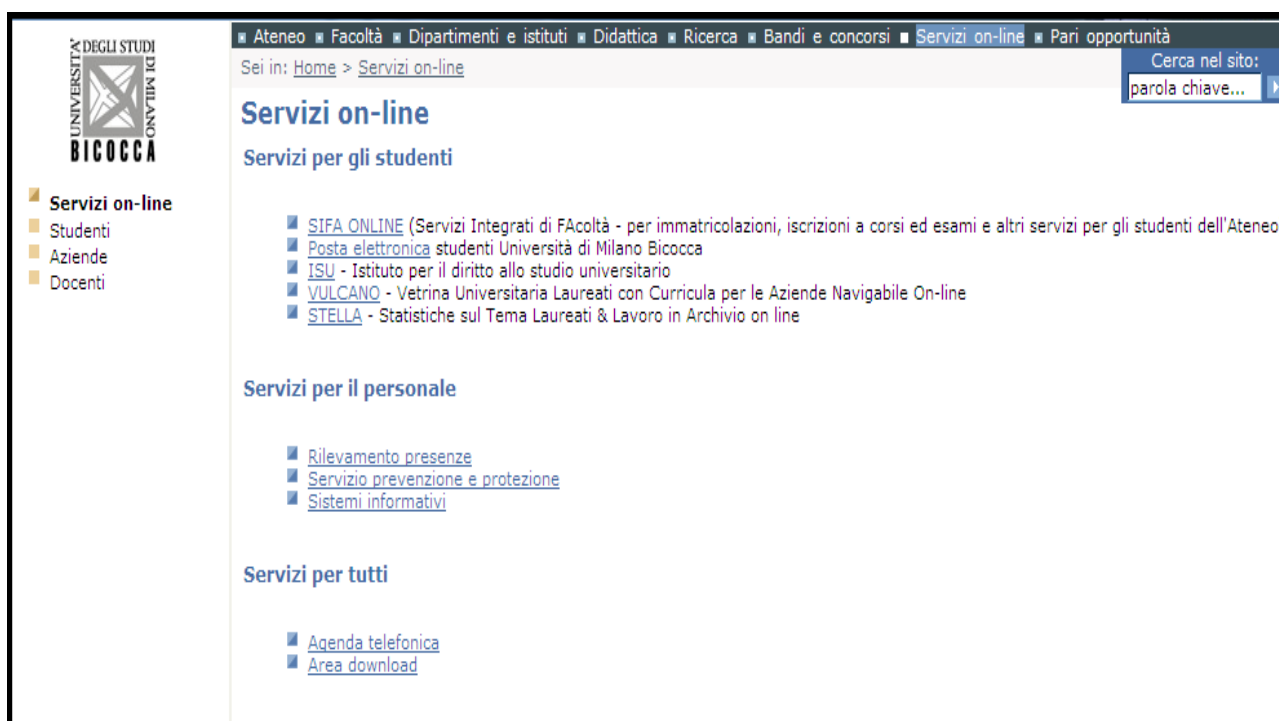 UNIVERSITA' DEGLI STUDI DI MILANO
BICOCCA
Ateneo Facoltà Dipartimenti e istituti Didattica Ricerca Bandi e concorsi Servizi on-line Pari opportunità
Sei in: Home > Servizi on-line
Cerca nel sito:
parola chiave...
Servizi on-line
Studenti
Aziende
Docenti
Servizi on-line
Servizi per gli studenti
SIFA ONLINE (Servizi Integrati di FAcoltà - per immatricolazioni, iscrizioni a corsi ed esami e altri servizi per gli studenti dell'Ateneo
Posta elettronica studenti Università di Milano Bicocca
ISU - Istituto per il diritto allo studio universitario
VULCANO - Vetrina Universitaria Laureati con Curricula per le Aziende Navigabile On-line
STELLA - Statistiche sul Tema Laureati & Lavoro in Archivio on line
Servizi per il personale
Rilevamento presenze
Servizio prevenzione e protezione
Sistemi informativi
Servizi per tutti
Agenda telefonica
Area download